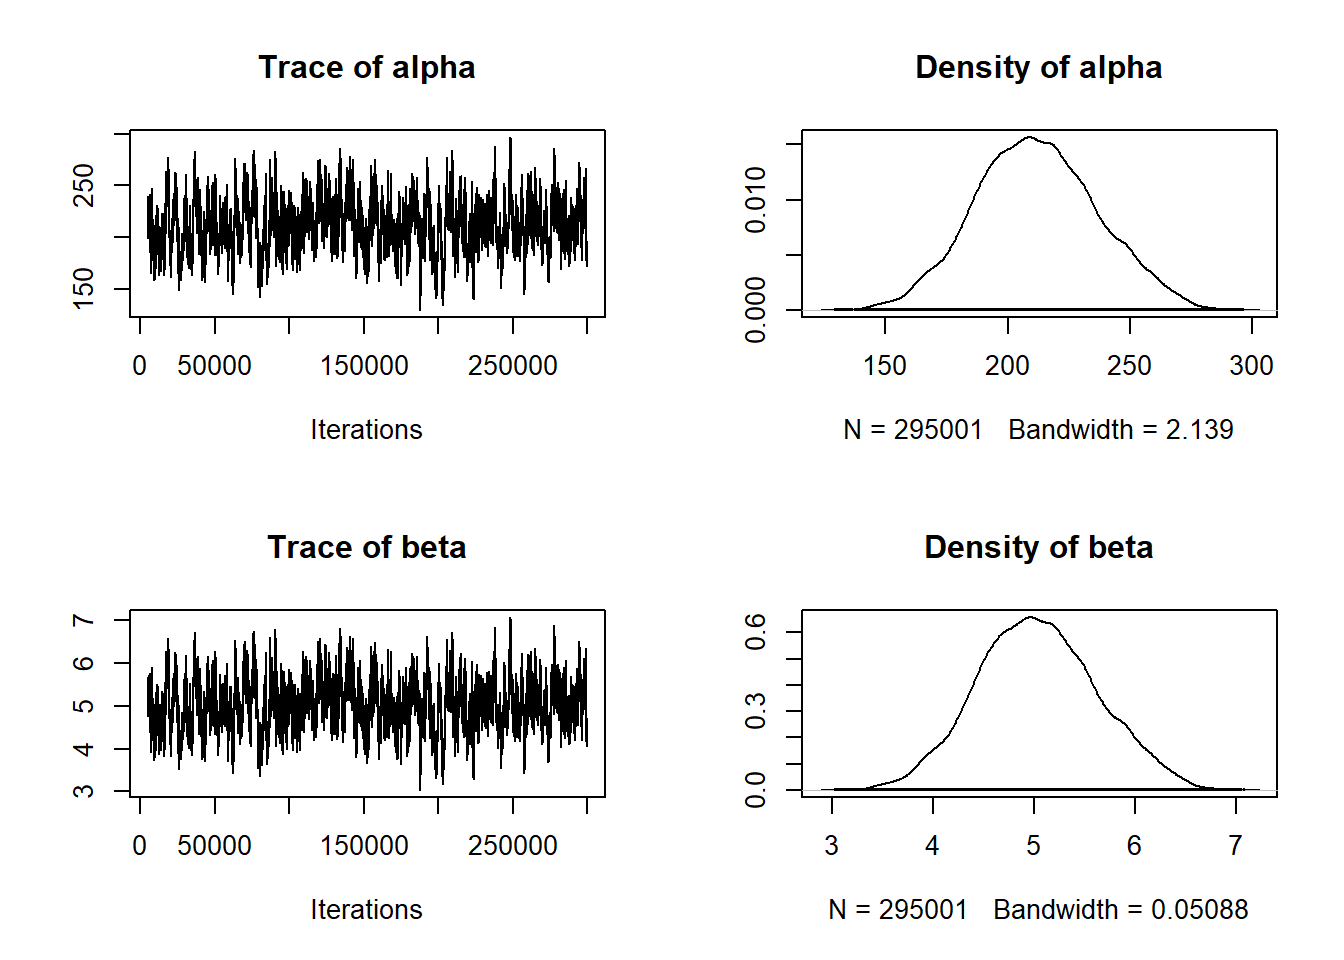 Trace of alpha
250
150
0 50000 150000 250000
Iterations
Density of alpha
0.010
0.000
150 200 250 300
N = 295001 Bandwidth = 2.139
Trace of beta
7
6
5
4
3
0 50000 150000 250000
Iterations
Density of beta
0.6
0.3
0.0
3 4 5 6 7
N = 295001 Bandwidth = 0.05088